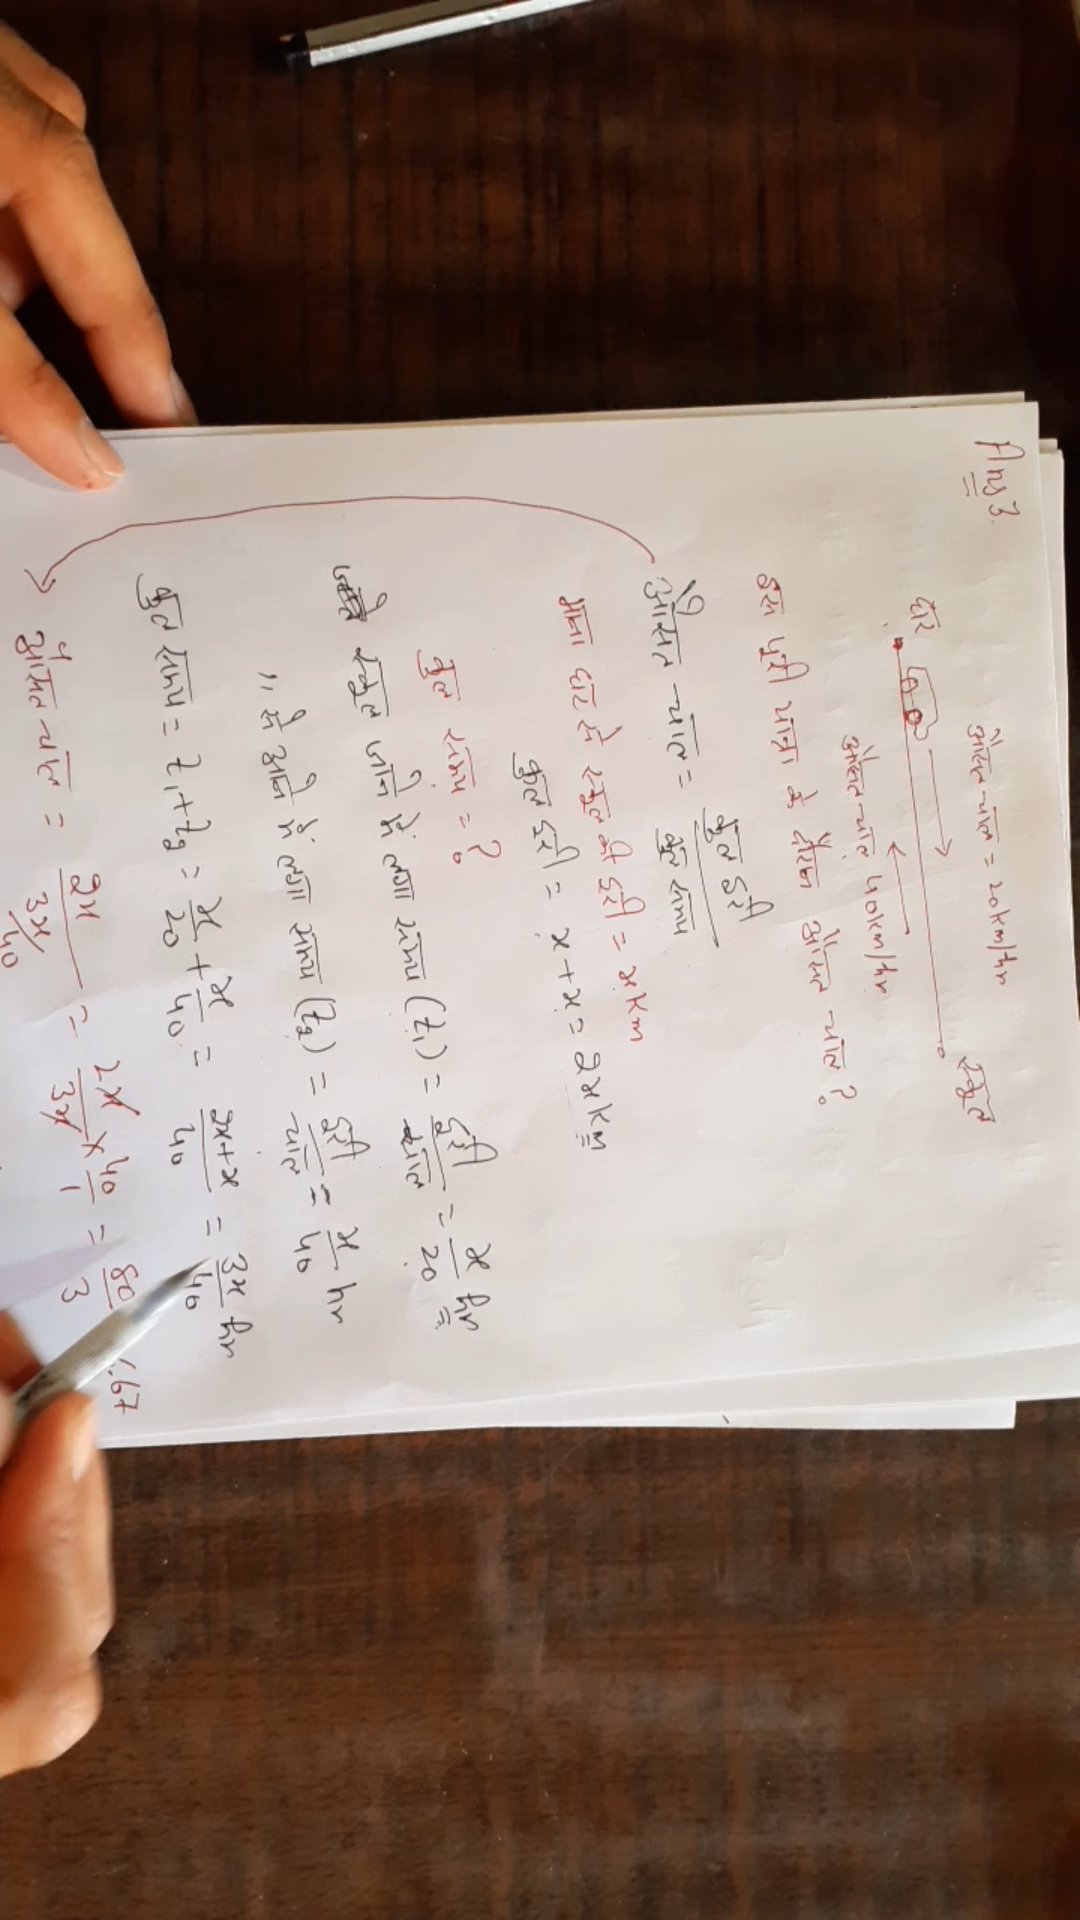 Ans 3.
औसत चाल = 20km/hr
घर
स्कूल
औसत चाल 40km/hr
इस पूरी यात्रा के दौरान औसत चाल ?
औसत चाल = कुल दूरी / कुल समय
माना घर से स्कूल की दूरी = x km
कुल दूरी = x + x = 2x km
कुल समय = ?
स्कूल जाने में लगा समय (t1) = दूरी / चाल = x/20 hr
" से आने में लगा समय (t2) = दूरी / चाल = x/40 hr
कुल समय = t1 + t2 = x/20 + x/40 = 2x+x / 40 = 3x/40 hr
औसत चाल = 2x / 3x/40 = 2x/3x × 40/1 = 80/3 .67